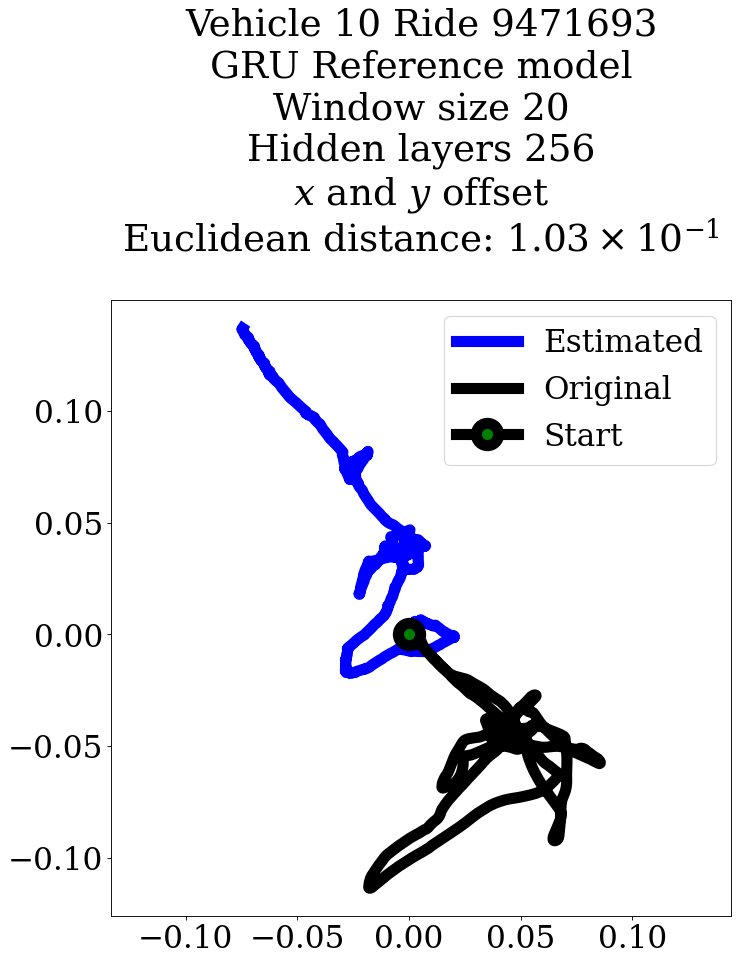 Vehicle 10 Ride 9471693
GRU Reference model
Window size 20
Hidden layers 256
x and y offset
Euclidean distance: 1.03 × 10⁻¹
Estimated
Original
Start
0.10
0.05
0.00
−0.05
−0.10
−0.10 −0.05 0.00 0.05 0.10